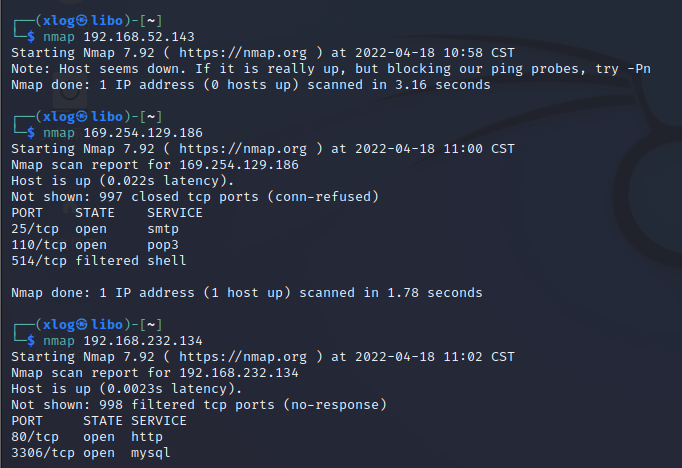 ┌──(xlog㉿libo)-[~]
└─$ nmap 192.168.52.143
Starting Nmap 7.92 ( https://nmap.org ) at 2022-04-18 10:58 CST
Note: Host seems down. If it is really up, but blocking our ping probes, try -Pn
Nmap done: 1 IP address (0 hosts up) scanned in 3.16 seconds

┌──(xlog㉿libo)-[~]
└─$ nmap 169.254.129.186
Starting Nmap 7.92 ( https://nmap.org ) at 2022-04-18 11:00 CST
Nmap scan report for 169.254.129.186
Host is up (0.022s latency).
Not shown: 997 closed tcp ports (conn-refused)
PORT    STATE    SERVICE
25/tcp  open     smtp
110/tcp open     pop3
514/tcp filtered shell

Nmap done: 1 IP address (1 host up) scanned in 1.78 seconds

┌──(xlog㉿libo)-[~]
└─$ nmap 192.168.232.134
Starting Nmap 7.92 ( https://nmap.org ) at 2022-04-18 11:02 CST
Nmap scan report for 192.168.232.134
Host is up (0.0023s latency).
Not shown: 998 filtered tcp ports (no-response)
PORT     STATE SERVICE
80/tcp   open  http
3306/tcp open  mysql